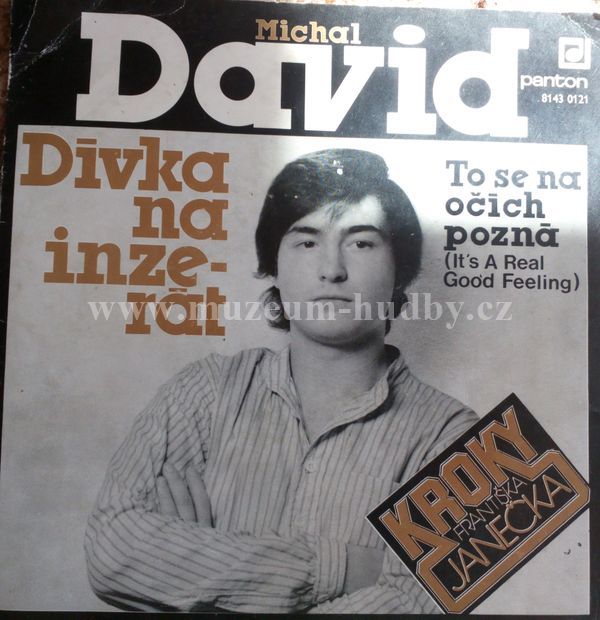 Michal
David
panton
8143 0121
Dívka
na
inze-
rát
To se na
očích
pozná
(It's A Real
Good Feeling)
www.muzeum-hudby.cz
KROKY
FRANTIŠKA
JANEČKA